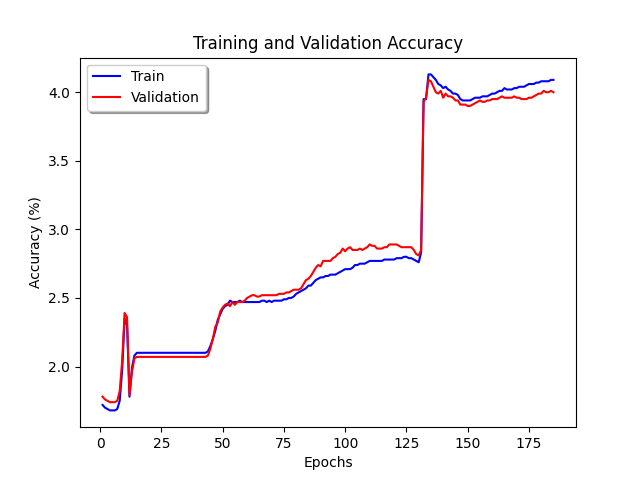 Training and Validation Accuracy
Train
Validation
Accuracy (%)
4.0
3.5
3.0
2.5
2.0
0 25 50 75 100 125 150 175
Epochs